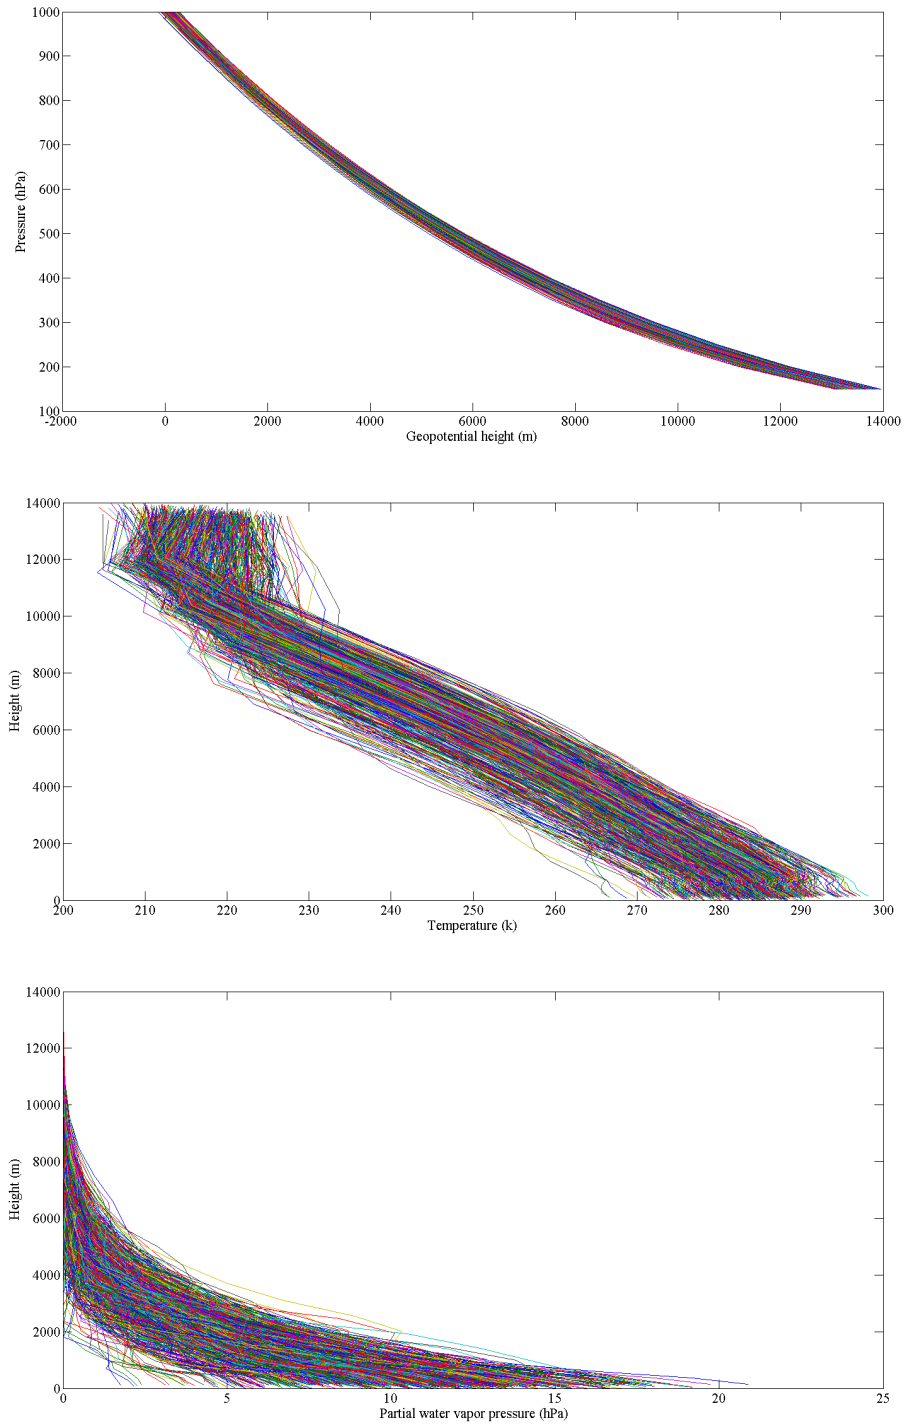 1000
900
800
700
600
500
400
300
200
100
Pressure (hPa)
-2000 0 2000 4000 6000 8000 10000 12000 14000
Geopotential height (m)
14000
12000
10000
8000
6000
4000
2000
0
Height (m)
200 210 220 230 240 250 260 270 280 290 300
Temperature (k)
14000
12000
10000
8000
6000
4000
2000
0
Height (m)
0 5 10 15 20 25
Partial water vapor pressure (hPa)